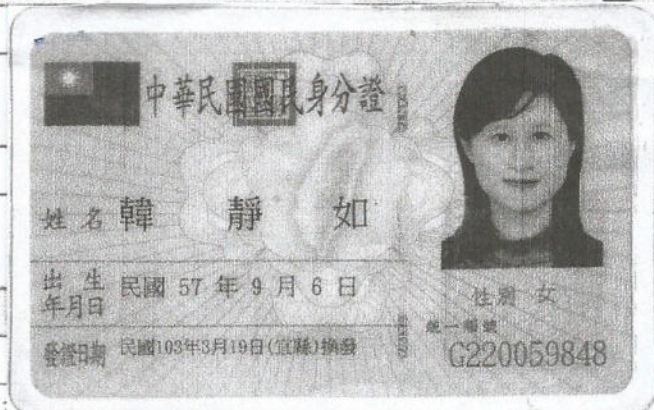 中華民國國民身分證
姓名 韓靜如
出生年月日 民國 57 年 9 月 6 日
性別 女
發證日期 民國103年3月19日(宜縣)換發
統一編號
G220059848